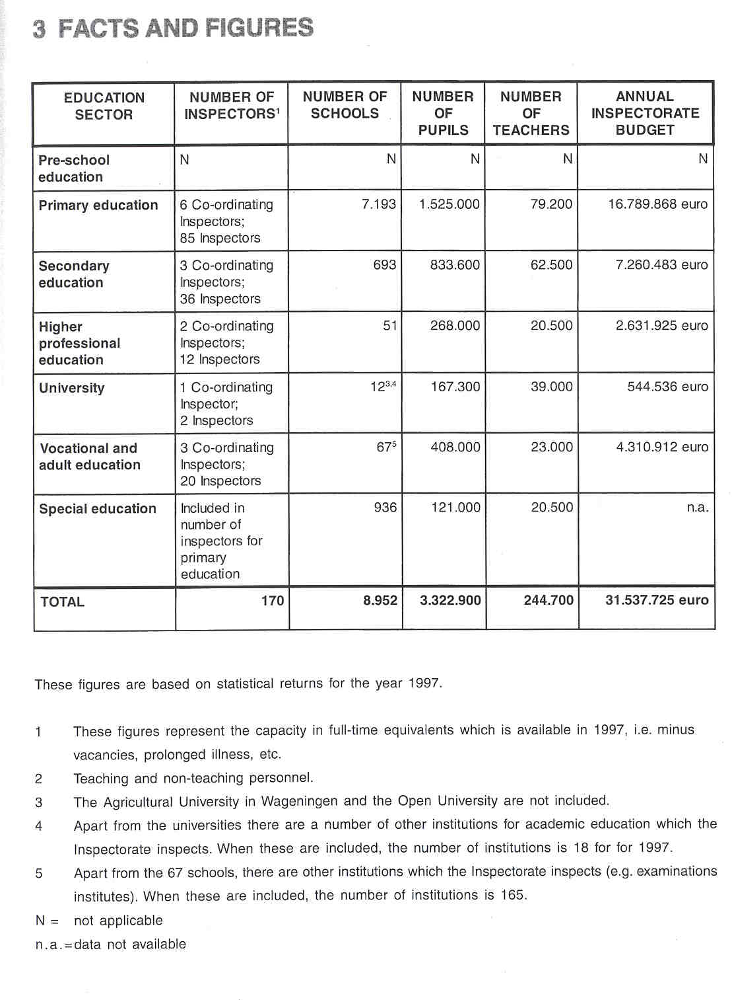 3 FACTS AND FIGURES
EDUCATION SECTOR | NUMBER OF INSPECTORS¹ | NUMBER OF SCHOOLS | NUMBER OF PUPILS | NUMBER OF TEACHERS | ANNUAL INSPECTORATE BUDGET
Pre-school education | N | N | N | N | N
Primary education | 6 Co-ordinating Inspectors; 85 Inspectors | 7.193 | 1.525.000 | 79.200 | 16.789.868 euro
Secondary education | 3 Co-ordinating Inspectors; 36 Inspectors | 693 | 833.600 | 62.500 | 7.260.483 euro
Higher professional education | 2 Co-ordinating Inspectors; 12 Inspectors | 51 | 268.000 | 20.500 | 2.631.925 euro
University | 1 Co-ordinating Inspector; 2 Inspectors | 12³,⁴ | 167.300 | 39.000 | 544.536 euro
Vocational and adult education | 3 Co-ordinating Inspectors; 20 Inspectors | 67⁵ | 408.000 | 23.000 | 4.310.912 euro
Special education | Included in number of inspectors for primary education | 936 | 121.000 | 20.500 | n.a.
TOTAL | 170 | 8.952 | 3.322.900 | 244.700 | 31.537.725 euro
These figures are based on statistical returns for the year 1997.
1 These figures represent the capacity in full-time equivalents which is available in 1997, i.e. minus
vacancies, prolonged illness, etc.
2 Teaching and non-teaching personnel.
3 The Agricultural University in Wageningen and the Open University are not included.
4 Apart from the universities there are a number of other institutions for academic education which the
Inspectorate inspects. When these are included, the number of institutions is 18 for for 1997.
5 Apart from the 67 schools, there are other institutions which the Inspectorate inspects (e.g. examinations
institutes). When these are included, the number of institutions is 165.
N = not applicable
n.a.=data not available